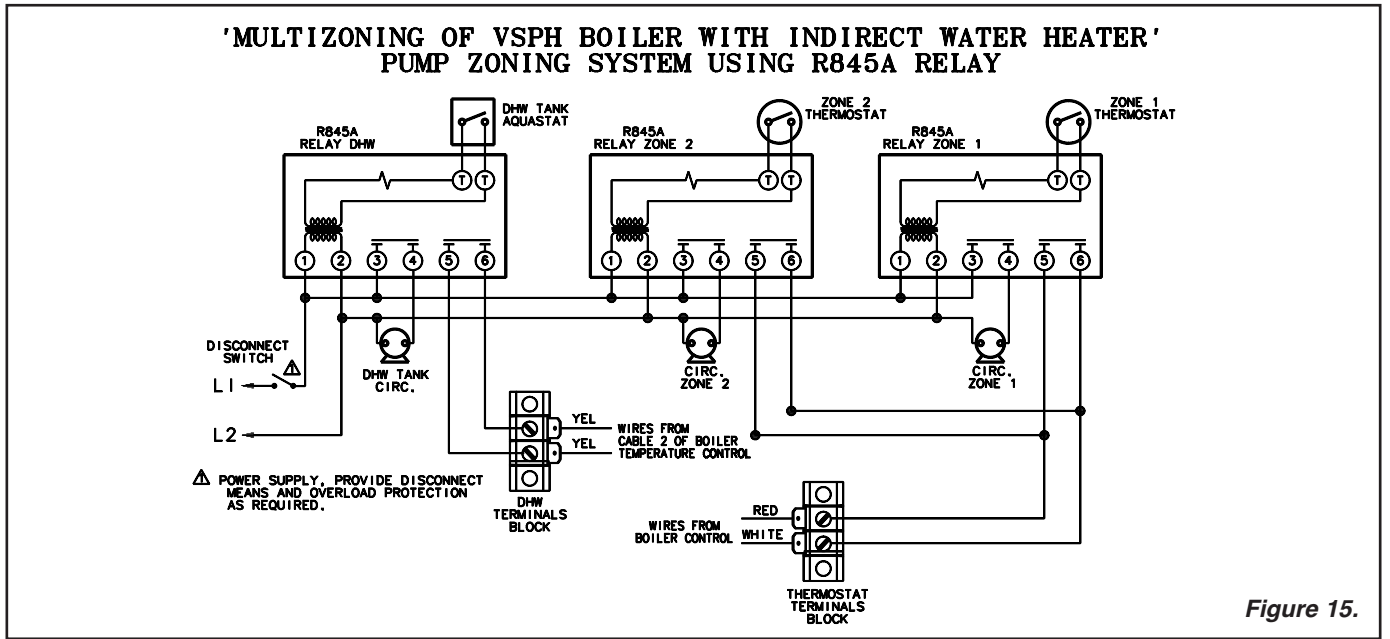 'MULTIZONING OF VSPH BOILER WITH INDIRECT WATER HEATER'
PUMP ZONING SYSTEM USING R845A RELAY
DHW TANK
AQUASTAT
ZONE 2
THERMOSTAT
ZONE 1
THERMOSTAT
R845A
RELAY DHW
R845A
RELAY ZONE 2
R845A
RELAY ZONE 1
T T
T T
T T
1 2 3 4 5 6
1 2 3 4 5 6
1 2 3 4 5 6
DISCONNECT
SWITCH
!
L1
L2
DHW TANK
CIRC.
CIRC.
ZONE 2
CIRC.
ZONE 1
YEL
YEL
WIRES FROM
CABLE 2 OF BOILER
TEMPERATURE CONTROL
! POWER SUPPLY, PROVIDE DISCONNECT
MEANS AND OVERLOAD PROTECTION
AS REQUIRED.
DHW
TERMINALS
BLOCK
WIRES FROM
BOILER CONTROL
RED
WHITE
THERMOSTAT
TERMINALS
BLOCK
Figure 15.